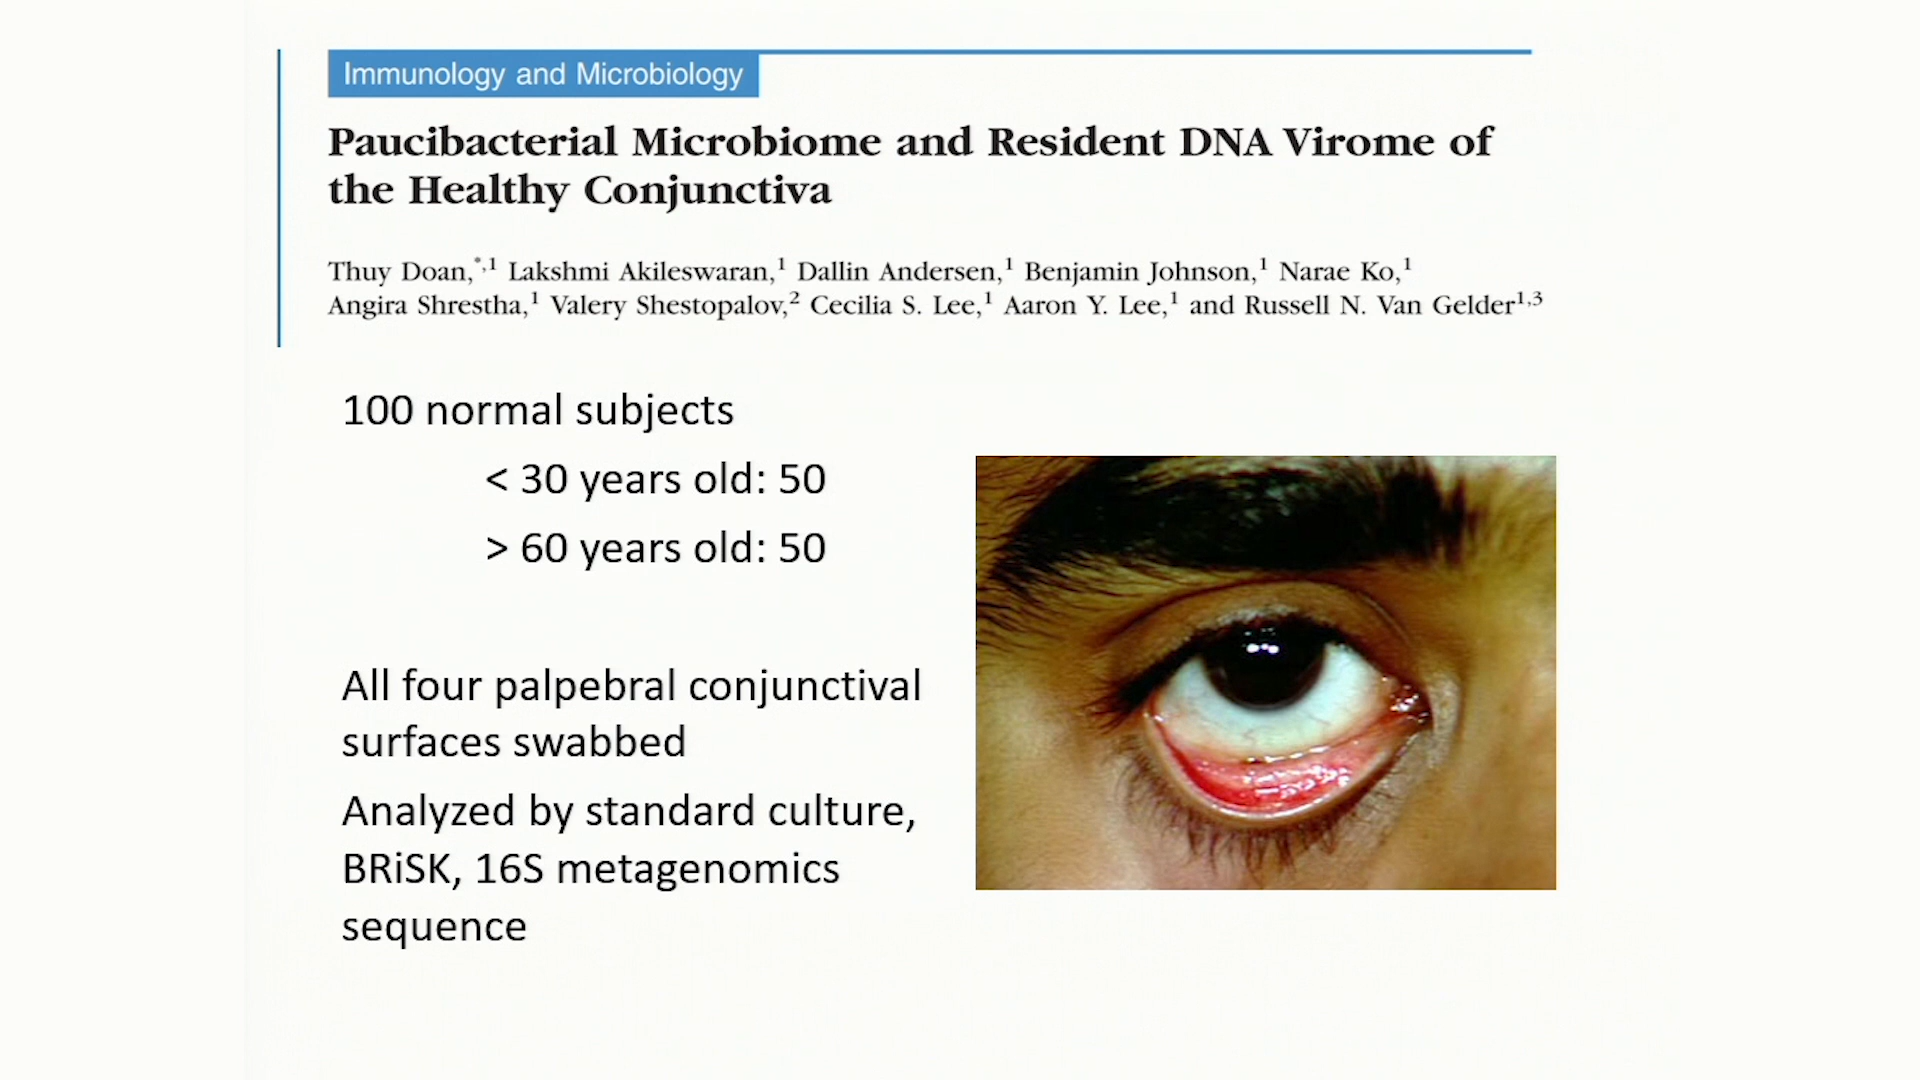 Immunology and Microbiology
Paucibacterial Microbiome and Resident DNA Virome of
the Healthy Conjunctiva
Thuy Doan,*,1 Lakshmi Akileswaran,1 Dallin Andersen,1 Benjamin Johnson,1 Narae Ko,1
Angira Shrestha,1 Valery Shestopalov,2 Cecilia S. Lee,1 Aaron Y. Lee,1 and Russell N. Van Gelder1,3
100 normal subjects
< 30 years old: 50
> 60 years old: 50
All four palpebral conjunctival
surfaces swabbed
Analyzed by standard culture,
BRiSK, 16S metagenomics
sequence